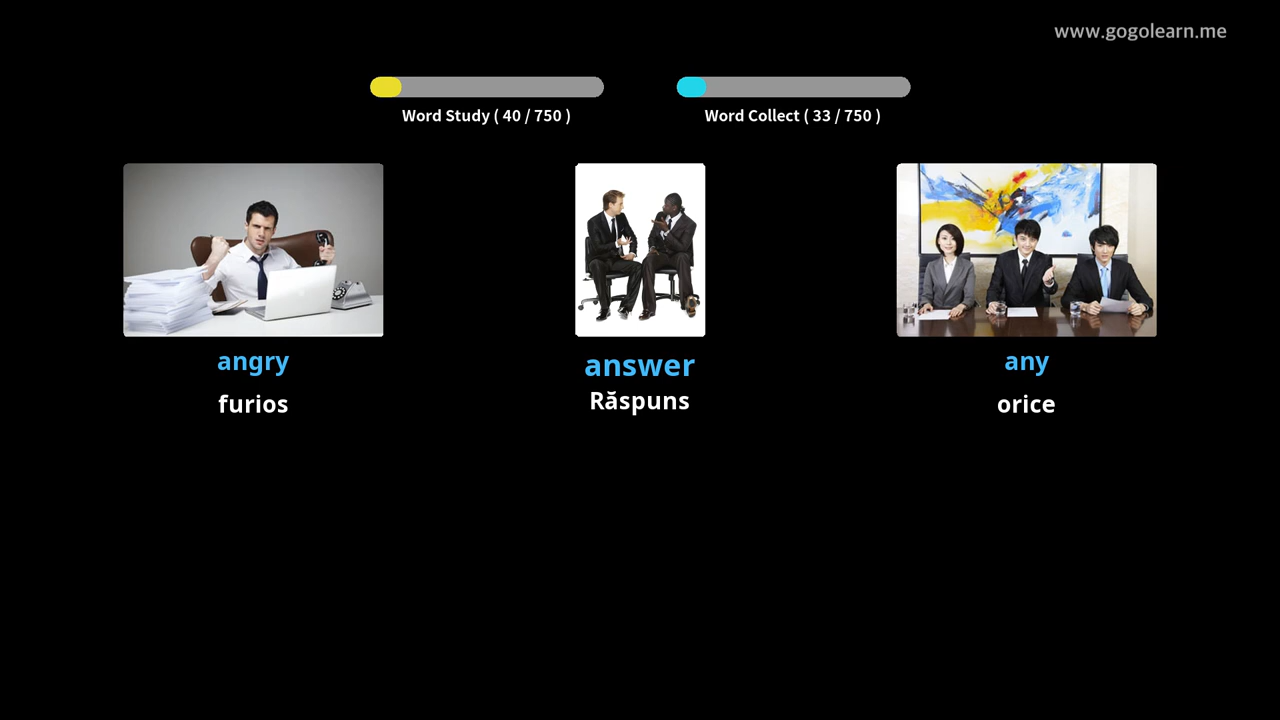 www.gogolearn.me
Word Study ( 40 / 750 )
Word Collect ( 33 / 750 )
angry
furios
answer
Răspuns
any
orice